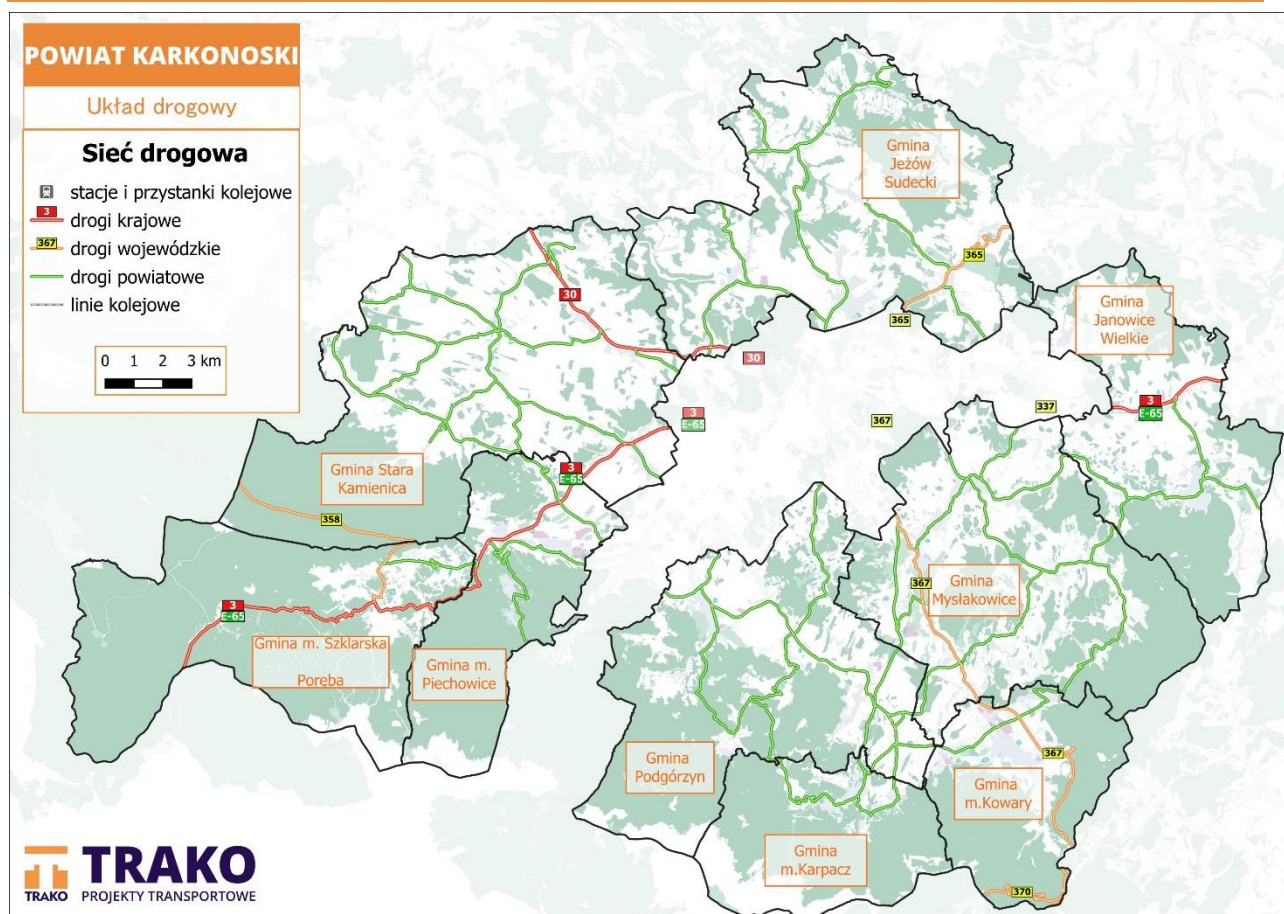 POWIAT KARKONOSKI
Układ drogowy
Sieć drogowa
stacje i przystanki kolejowe
3
drogi krajowe
367
drogi wojewódzkie
drogi powiatowe
linie kolejowe
0 1 2 3 km
Gmina
Jeżów
Sudecki
365
365
30
30
Gmina
Janowice
Wielkie
3
E-65
337
367
3
E-65
3
E-65
Gmina Stara
Kamienica
358
3
E-65
Gmina m. Szklarska
Poręba
Gmina m.
Piechowice
367
Gmina
Mysłakowice
Gmina
Podgórzyn
367
Gmina
m.Kowary
Gmina
m.Karpacz
370
TRAKO
TRAKO
PROJEKTY TRANSPORTOWE